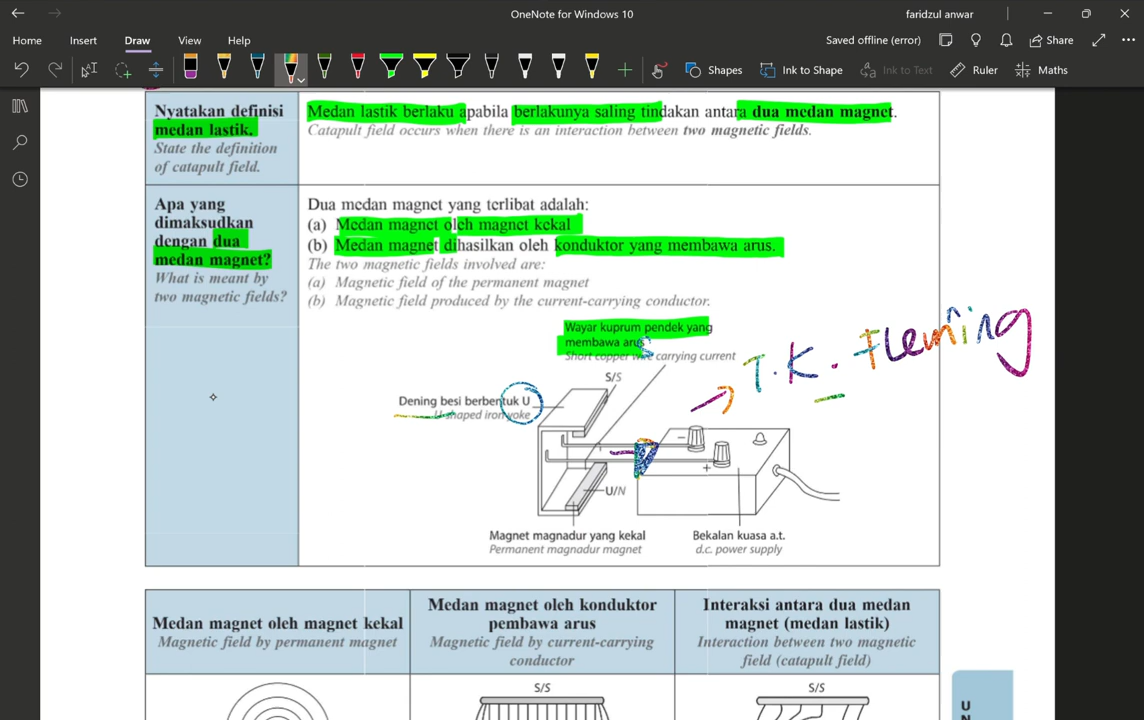 OneNote for Windows 10
faridzul anwar
Home Insert Draw View Help
Saved offline (error)
Share
Shapes
Ink to Shape
Ink to Text
Ruler
Maths
Nyatakan definisi
medan lastik.
State the definition
of catapult field.
Medan lastik berlaku apabila berlakunya saling tindakan antara dua medan magnet.
Catapult field occurs when there is an interaction between two magnetic fields.
Apa yang
dimaksudkan
dengan dua
medan magnet?
What is meant by
two magnetic fields?
Dua medan magnet yang terlibat adalah:
(a) Medan magnet oleh magnet kekal
(b) Medan magnet dihasilkan oleh konduktor yang membawa arus.
The two magnetic fields involved are:
(a) Magnetic field of the permanent magnet
(b) Magnetic field produced by the current-carrying conductor.
Wayar kuprum pendek yang
membawa arus
Short copper wire carrying current
T.K. Fleming
S/S
Dening besi berbentuk U
U-shaped iron yoke
−
+
U/N
Magnet magnadur yang kekal
Permanent magnadur magnet
Bekalan kuasa a.t.
d.c. power supply
Medan magnet oleh magnet kekal
Magnetic field by permanent magnet
Medan magnet oleh konduktor
pembawa arus
Magnetic field by current-carrying
conductor
Interaksi antara dua medan
magnet (medan lastik)
Interaction between two magnetic
field (catapult field)
S/S
S/S
U